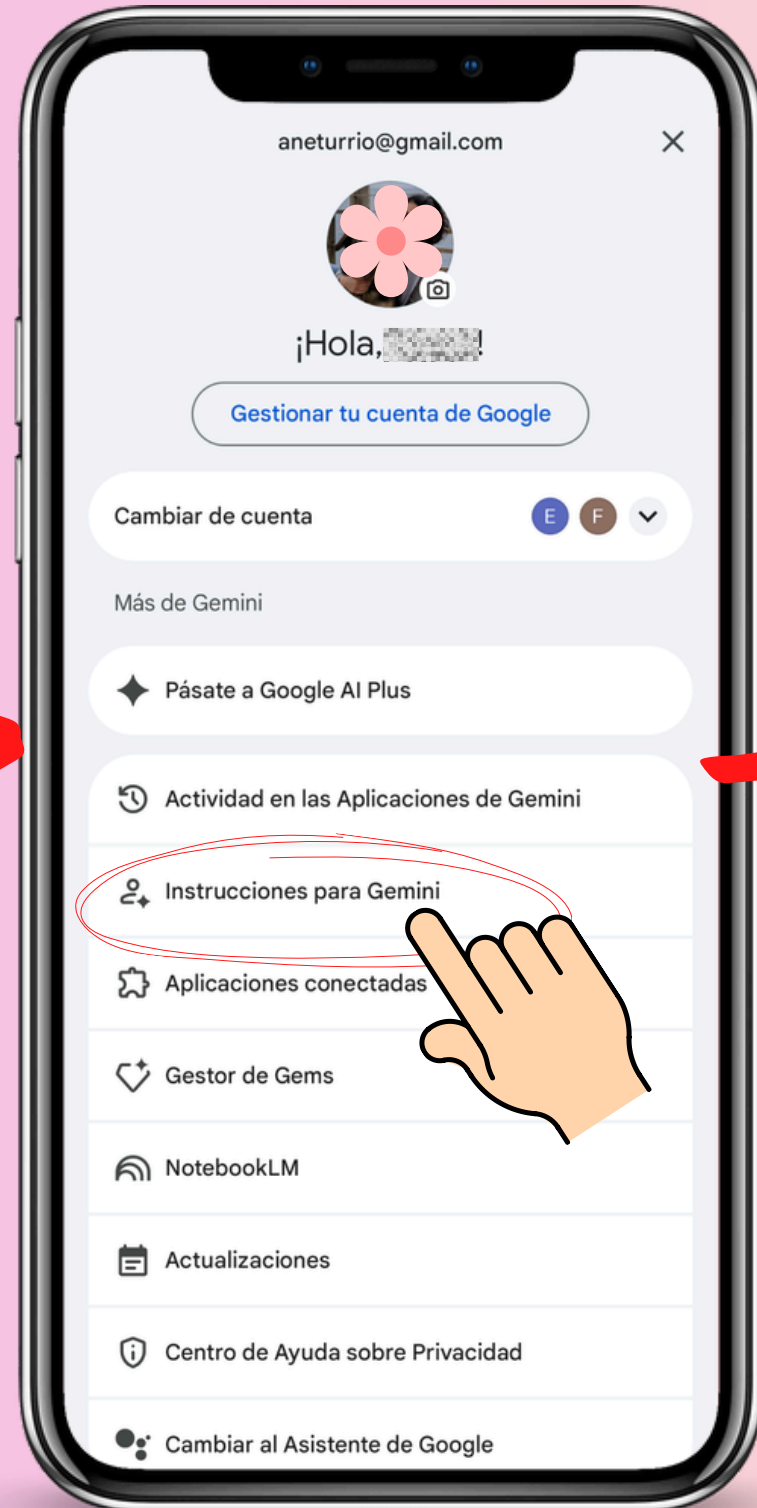 aneturrio@gmail.com
¡Hola, !
Gestionar tu cuenta de Google
Cambiar de cuenta
E F
Más de Gemini
Pásate a Google AI Plus
Actividad en las Aplicaciones de Gemini
Instrucciones para Gemini
Aplicaciones conectadas
Gestor de Gems
NotebookLM
Actualizaciones
Centro de Ayuda sobre Privacidad
Cambiar al Asistente de Google